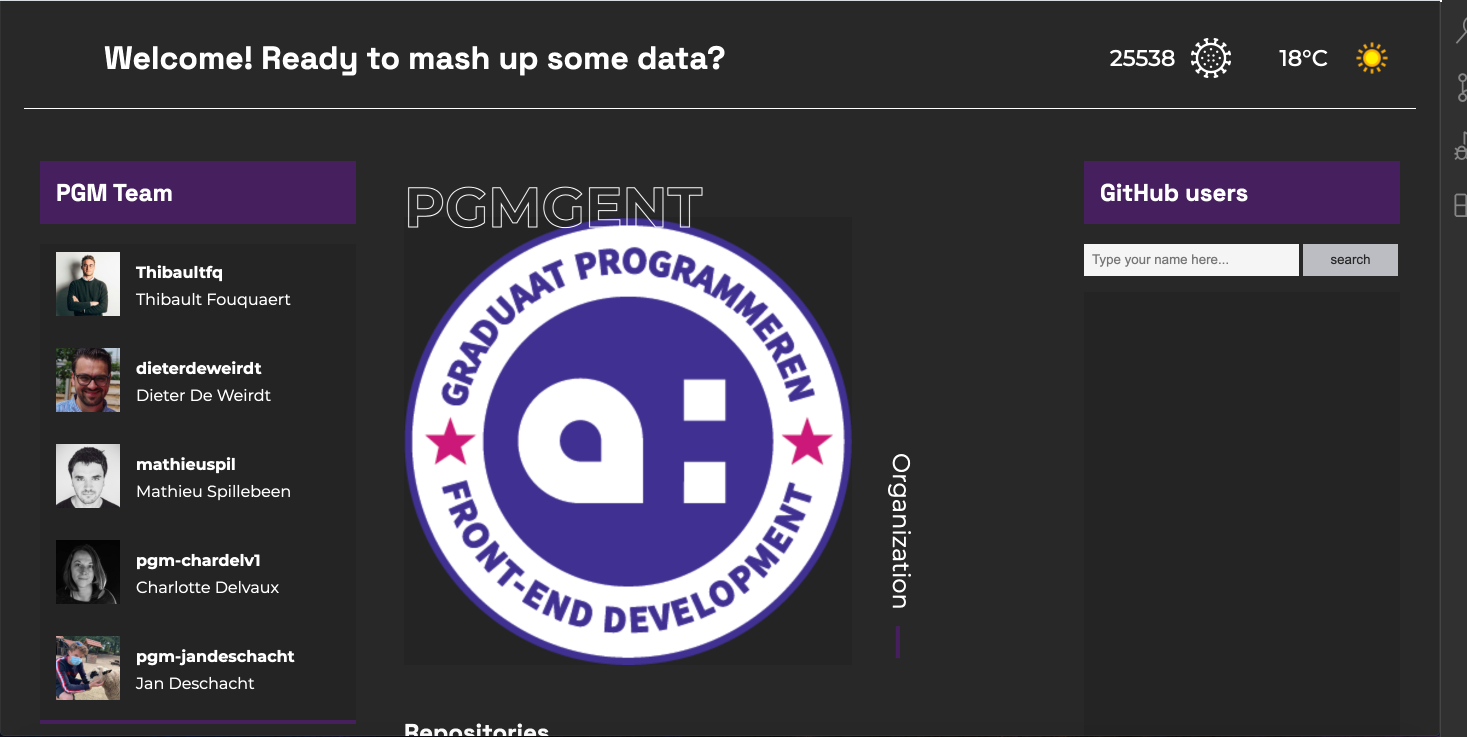 Welcome! Ready to mash up some data?
25538
18°C
PGM Team
Thibaultfq
Thibault Fouquaert
dieterdeweirdt
Dieter De Weirdt
mathieuspil
Mathieu Spillebeen
pgm-chardelv1
Charlotte Delvaux
pgm-jandeschacht
Jan Deschacht
PGMGENT
GRADUAAT PROGRAMMEREN
a:
FRONT-END DEVELOPMENT
Organization
Repositories
GitHub users
Type your name here...
search